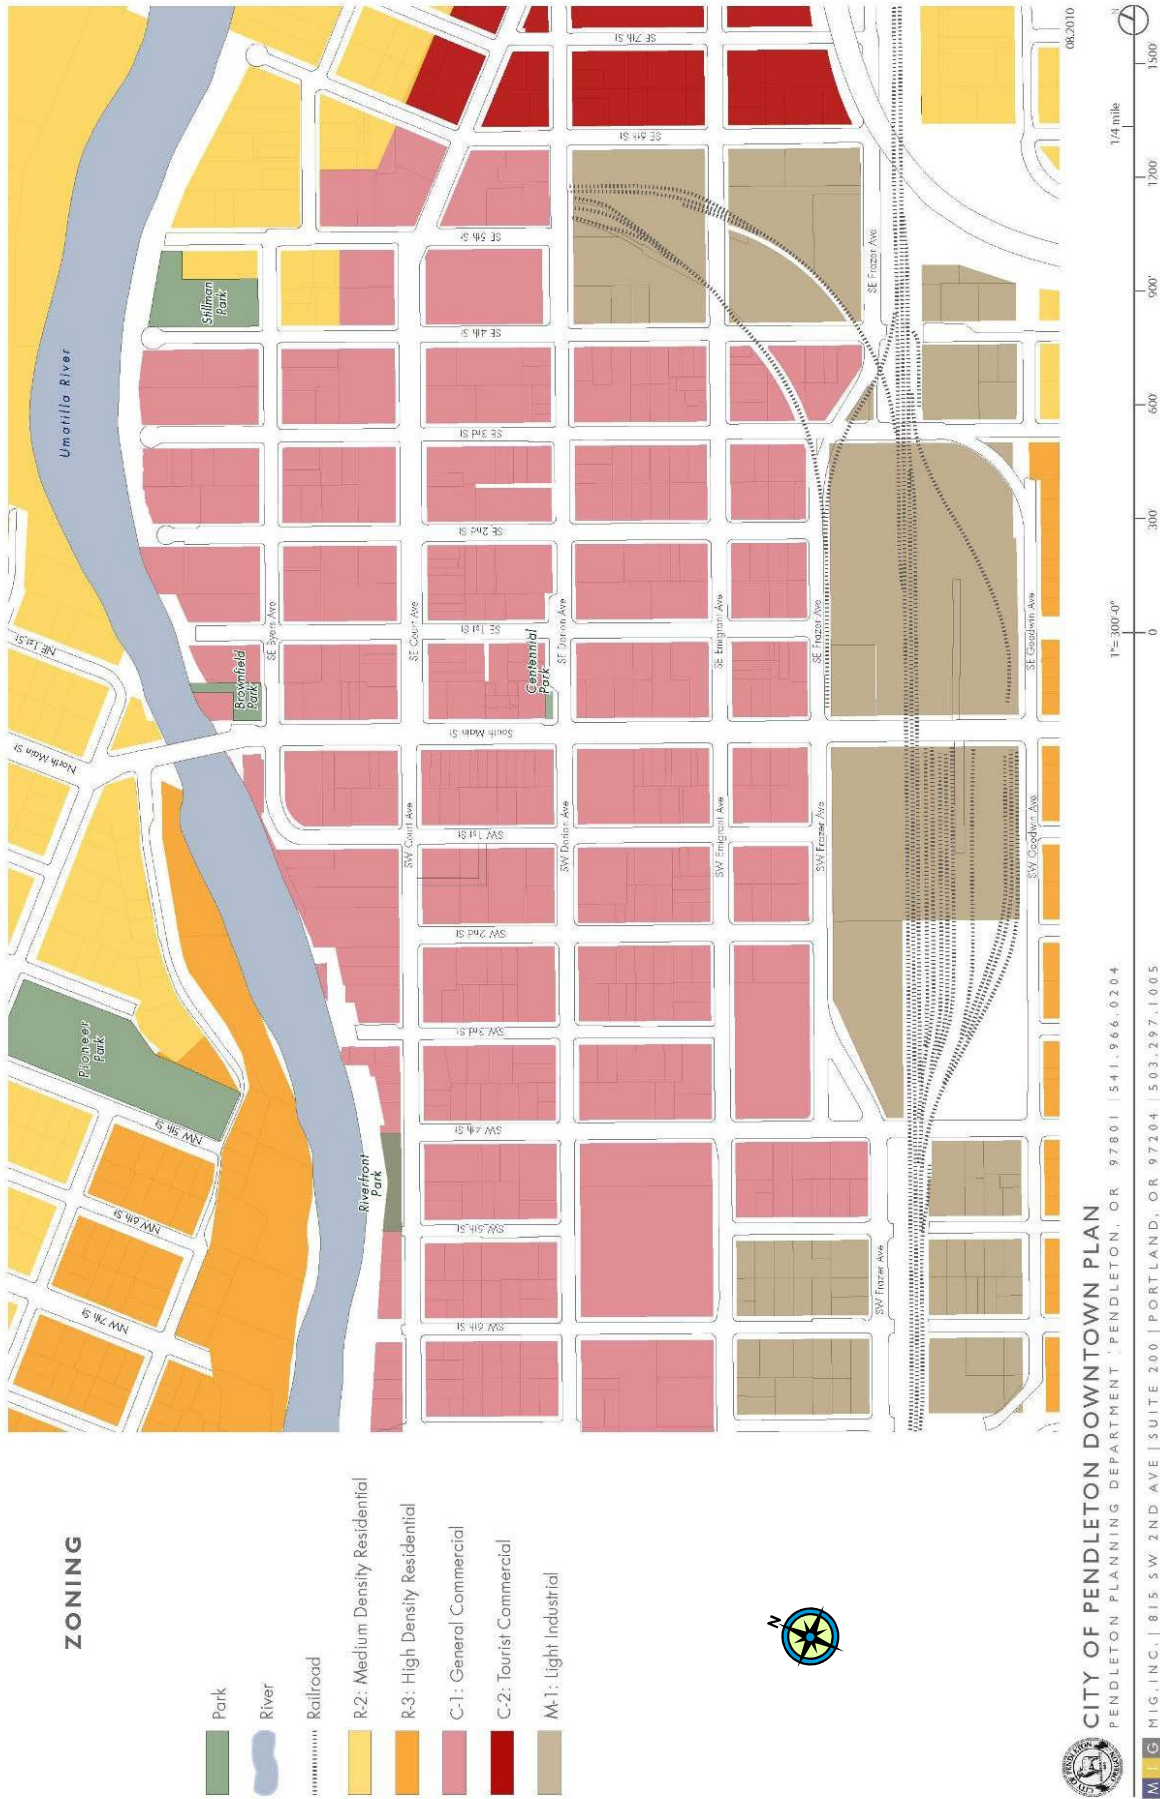 ZONING
Park
River
Railroad
R-2: Medium Density Residential
R-3: High Density Residential
C-1: General Commercial
C-2: Tourist Commercial
M-1: Light Industrial
N
Umatilla River
Pioneer
Park
Riverfront
Park
Brownfield
Park
Centennial
Park
Stillman
Park
NW 7th St
NW 6th St
NW 5th St
North Main St
NE 1st St
SW 6th St
SW 5th St
SW 4th St
SW 3rd St
SW 2nd St
SW 1st St
South Main St
SE 1st St
SE 2nd St
SE 3rd St
SE 4th St
SE 5th St
SE 6th St
SE 7th St
SE Byers Ave
SW Court Ave
SE Court Ave
SW Dorion Ave
SE Dorion Ave
SW Emigrant Ave
SE Emigrant Ave
SW Frazer Ave
SW Frazer Ave
SE Frazer Ave
SE Frazer Ave
SW Goodwin Ave
SE Goodwin Ave
08.2010
CITY OF PENDLETON DOWNTOWN PLAN
PENDLETON PLANNING DEPARTMENT | PENDLETON, OR 97801 | 541.966.0204
1"= 300'-0"
1/4 mile
N
M I G MIG, INC. | 815 SW 2ND AVE | SUITE 200 | PORTLAND, OR 97204 | 503.297.1005
0 300' 600' 900' 1200' 1500'